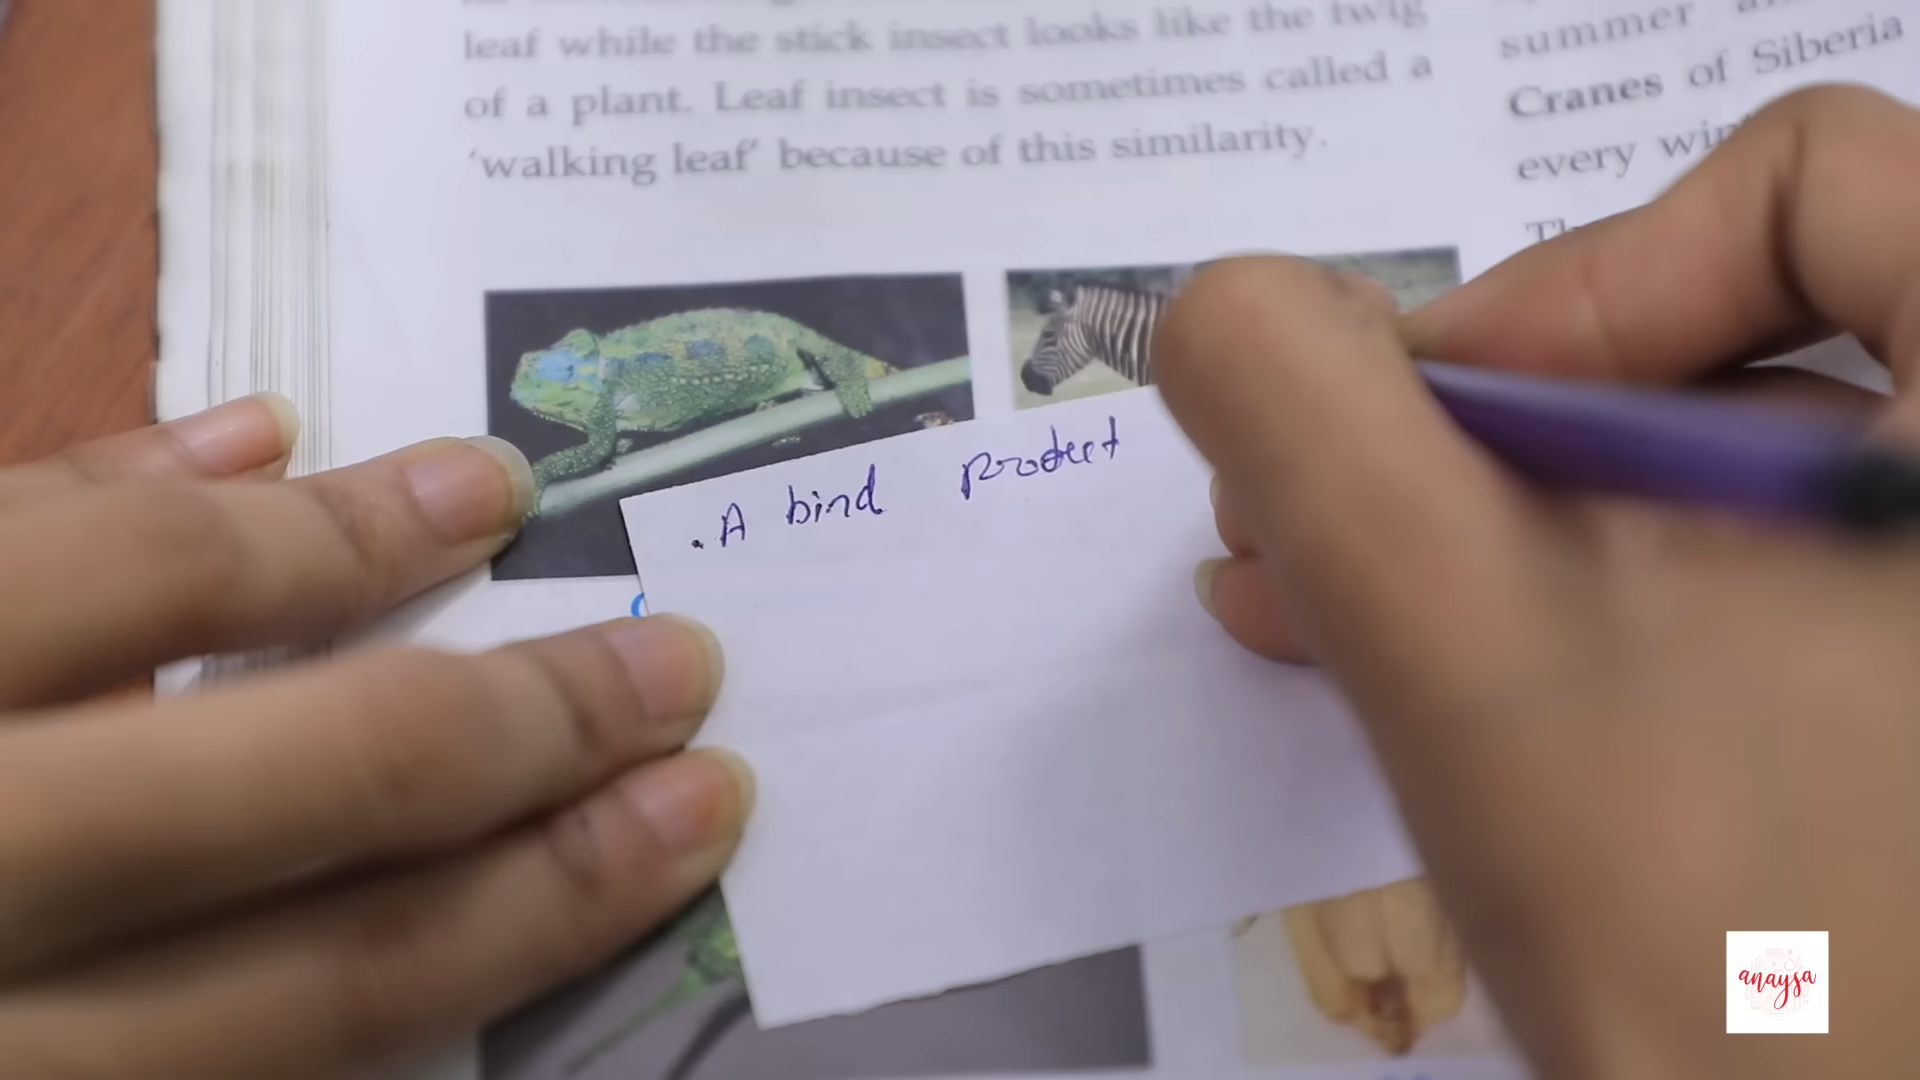 leaf while the stick insect looks like the twig
of a plant. Leaf insect is sometimes called a
'walking leaf' because of this similarity.
summer
Cranes of Siberia
every
. A bind protect
anaysa